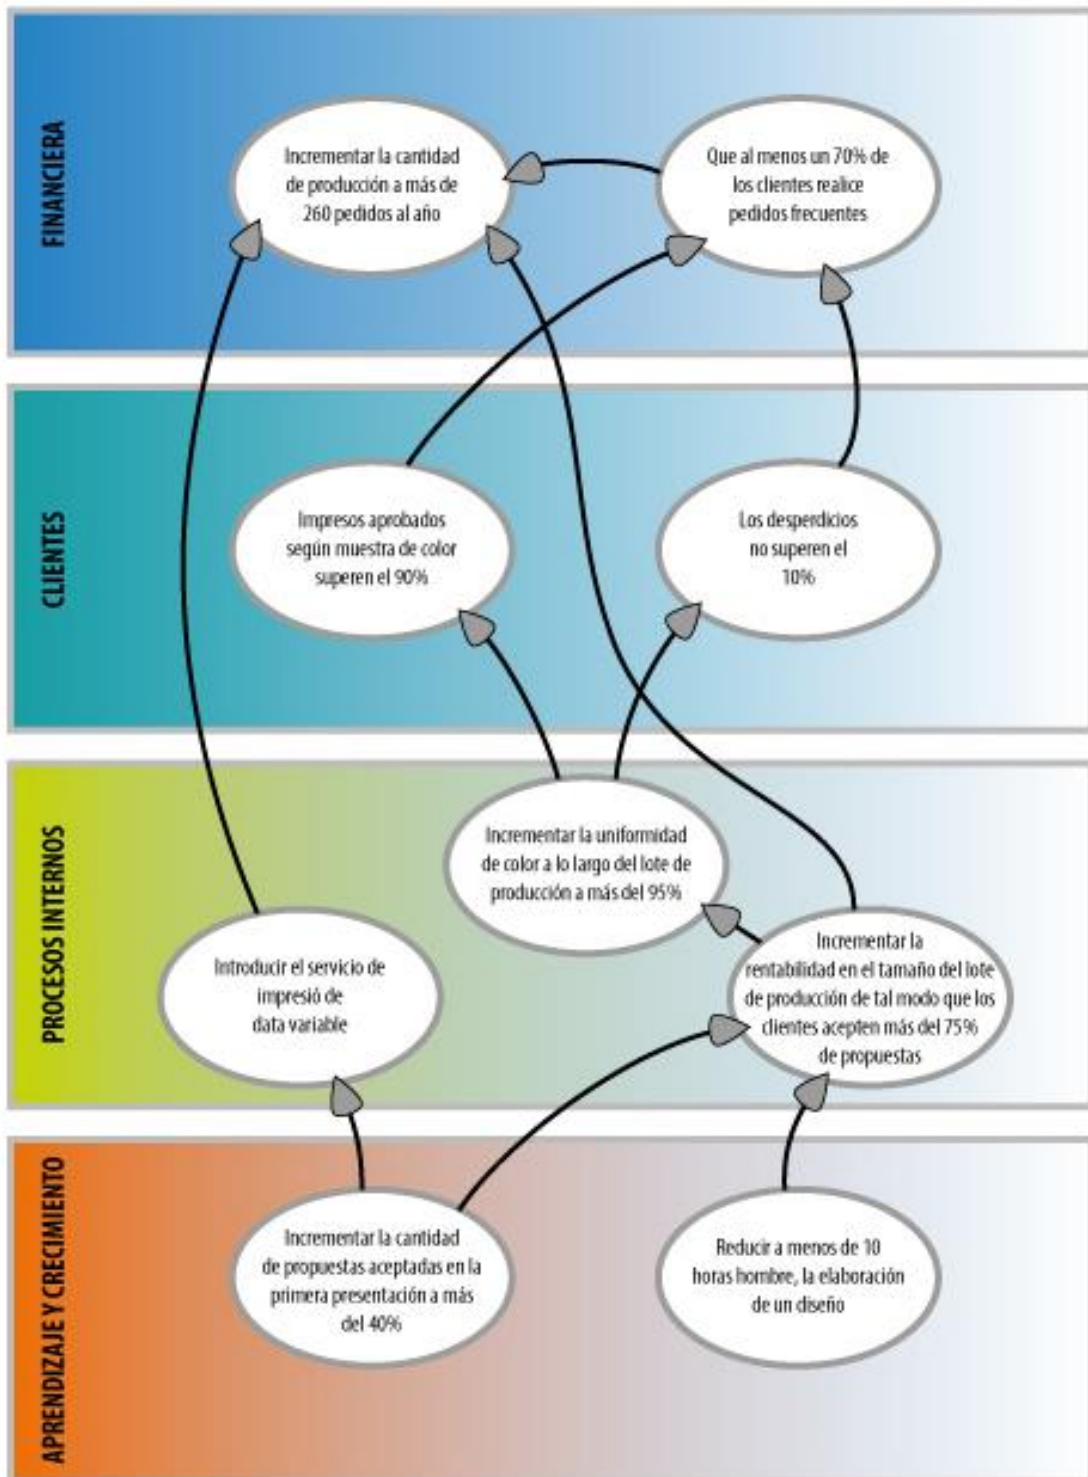 FINANCIERA
Incrementar la cantidad
de producción a más de
260 pedidos al año
Que al menos un 70% de
los clientes realice
pedidos frecuentes
CLIENTES
Impresos aprobados
según muestra de color
superen el 90%
Los desperdicios
no superen el
10%
PROCESOS INTERNOS
Incrementar la uniformidad
de color a lo largo del lote de
producción a más del 95%
Introducir el servicio de
impresió de
data variable
Incrementar la
rentabilidad en el tamaño del lote
de producción de tal modo que los
clientes acepten más del 75%
de propuestas
APRENDIZAJE Y CRECIMIENTO
Incrementar la cantidad
de propuestas aceptadas en la
primera presentación a más
del 40%
Reducir a menos de 10
horas hombre, la elaboración
de un diseño